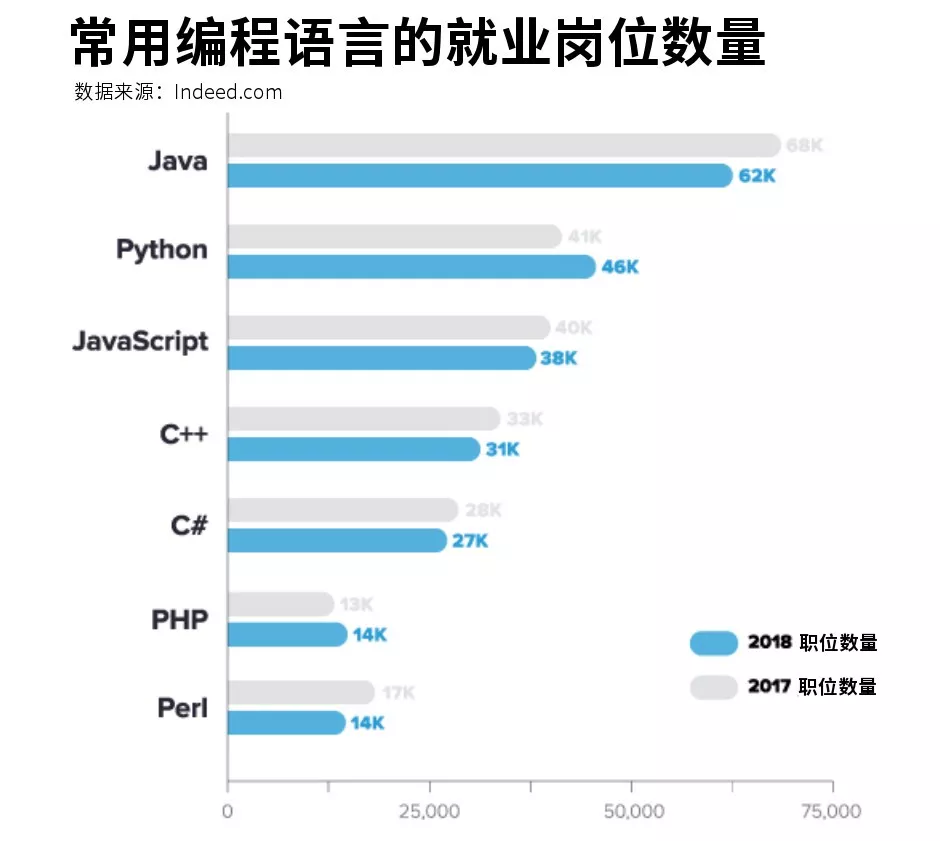 常用编程语言的就业岗位数量
数据来源：Indeed.com
Java
68K
62K
Python
41K
46K
JavaScript
40K
38K
C++
33K
31K
C#
28K
27K
PHP
13K
14K
Perl
17K
14K
2018 职位数量
2017 职位数量
0
25,000
50,000
75,000